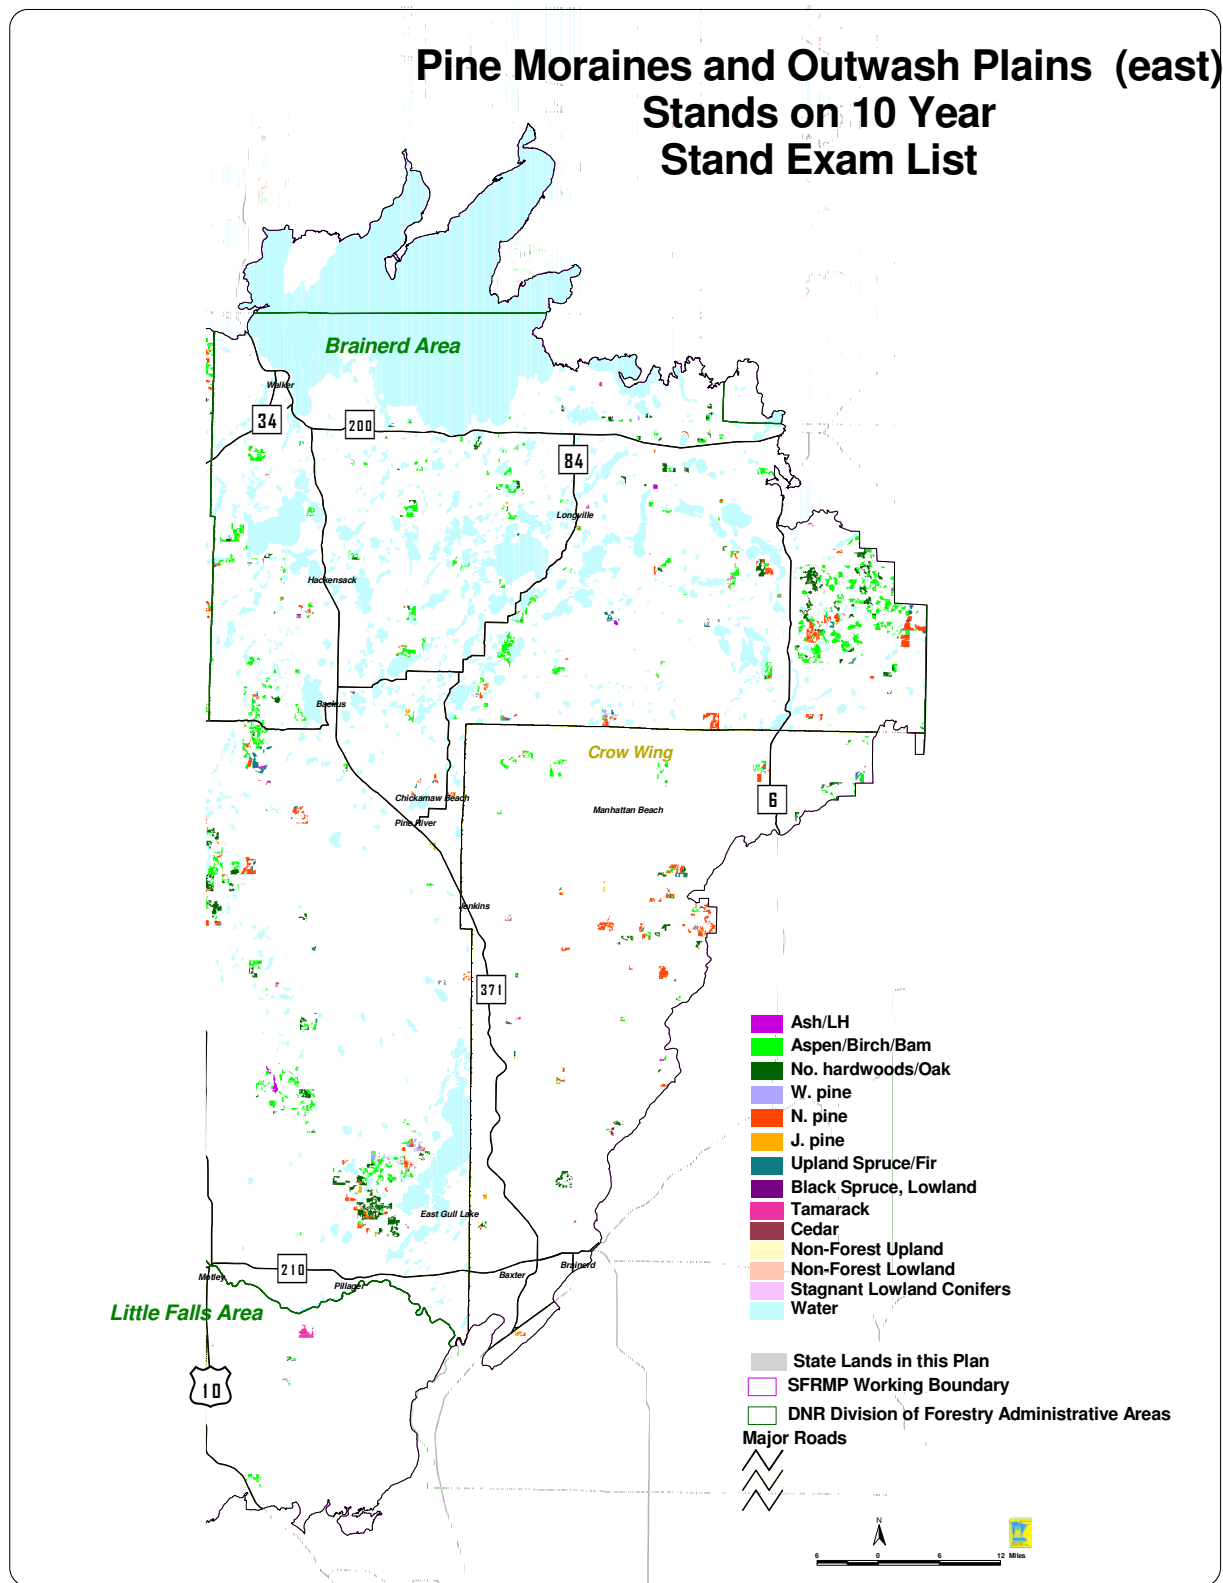 Pine Moraines and Outwash Plains (east)
Stands on 10 Year
Stand Exam List
Brainerd Area
Walker
34
200
84
Longville
Hackensack
Backus
Crow Wing
Chickamaw Beach
Manhattan Beach
6
Pine River
Jenkins
371
East Gull Lake
Motley
210
Pillager
Baxter
Brainerd
Little Falls Area
10
Ash/LH
Aspen/Birch/Bam
No. hardwoods/Oak
W. pine
N. pine
J. pine
Upland Spruce/Fir
Black Spruce, Lowland
Tamarack
Cedar
Non-Forest Upland
Non-Forest Lowland
Stagnant Lowland Conifers
Water
State Lands in this Plan
SFRMP Working Boundary
DNR Division of Forestry Administrative Areas
Major Roads
N
6 0 6 12 Miles